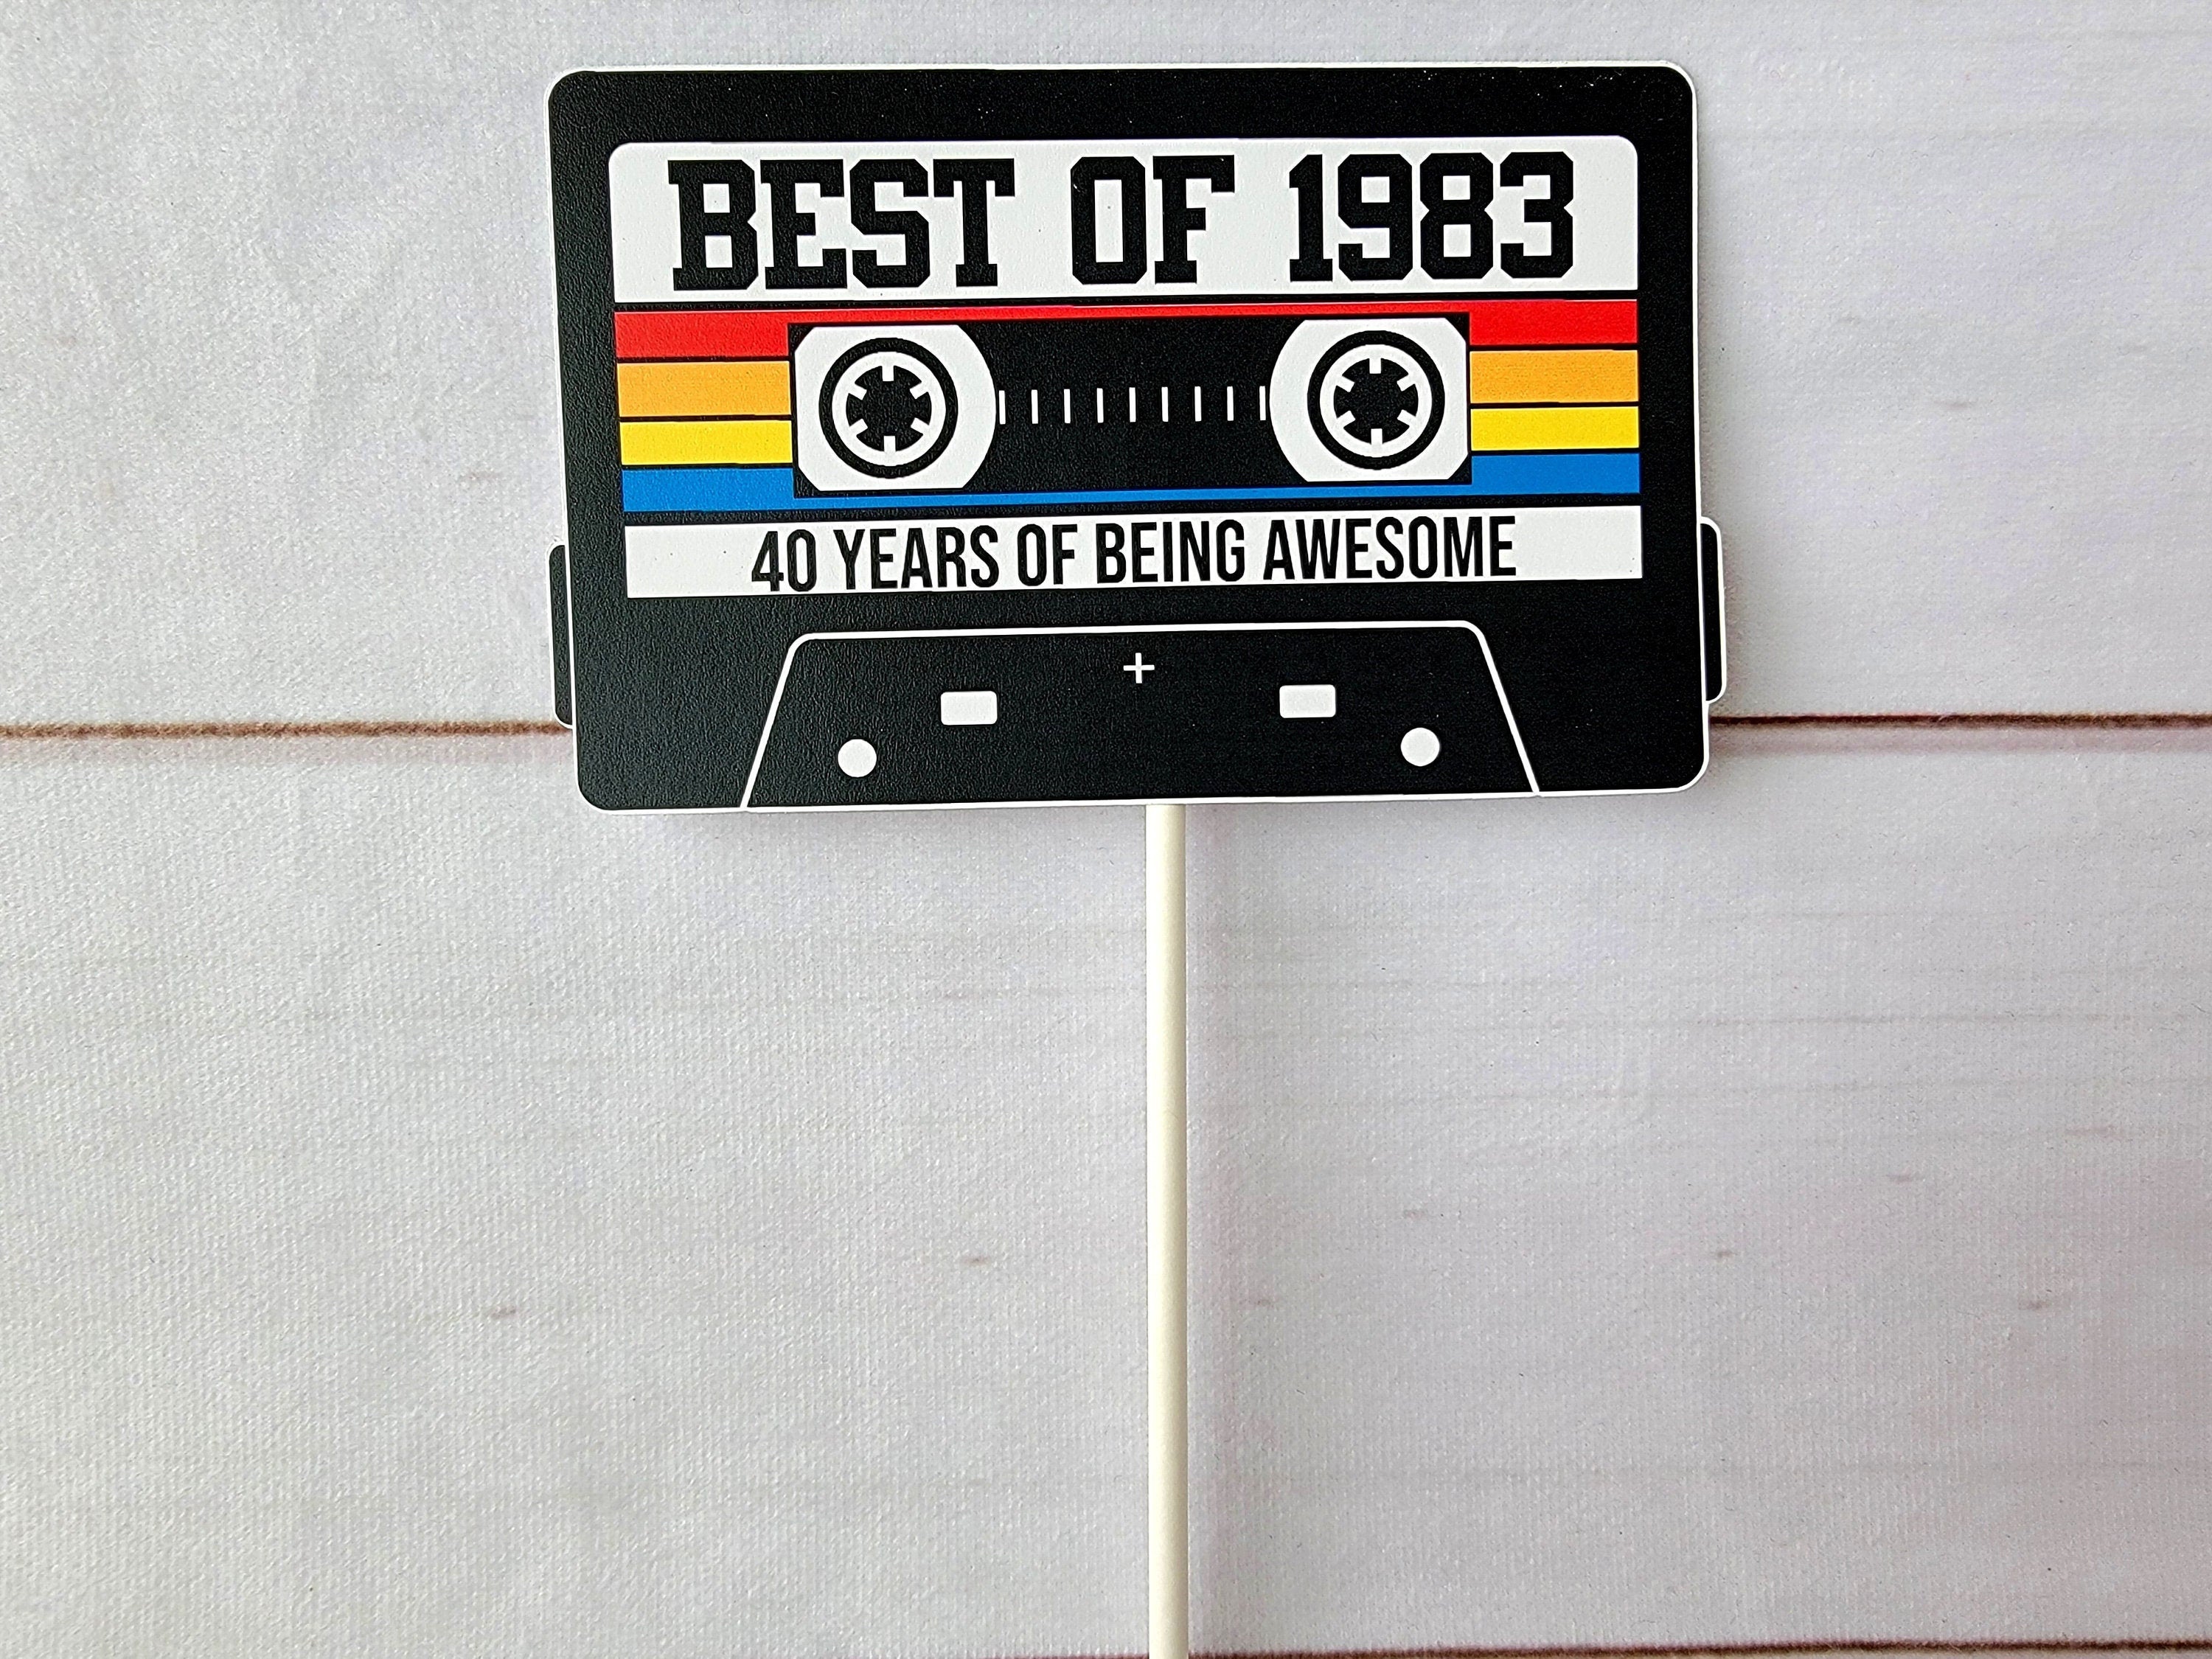 BEST OF 1983
40 YEARS OF BEING AWESOME